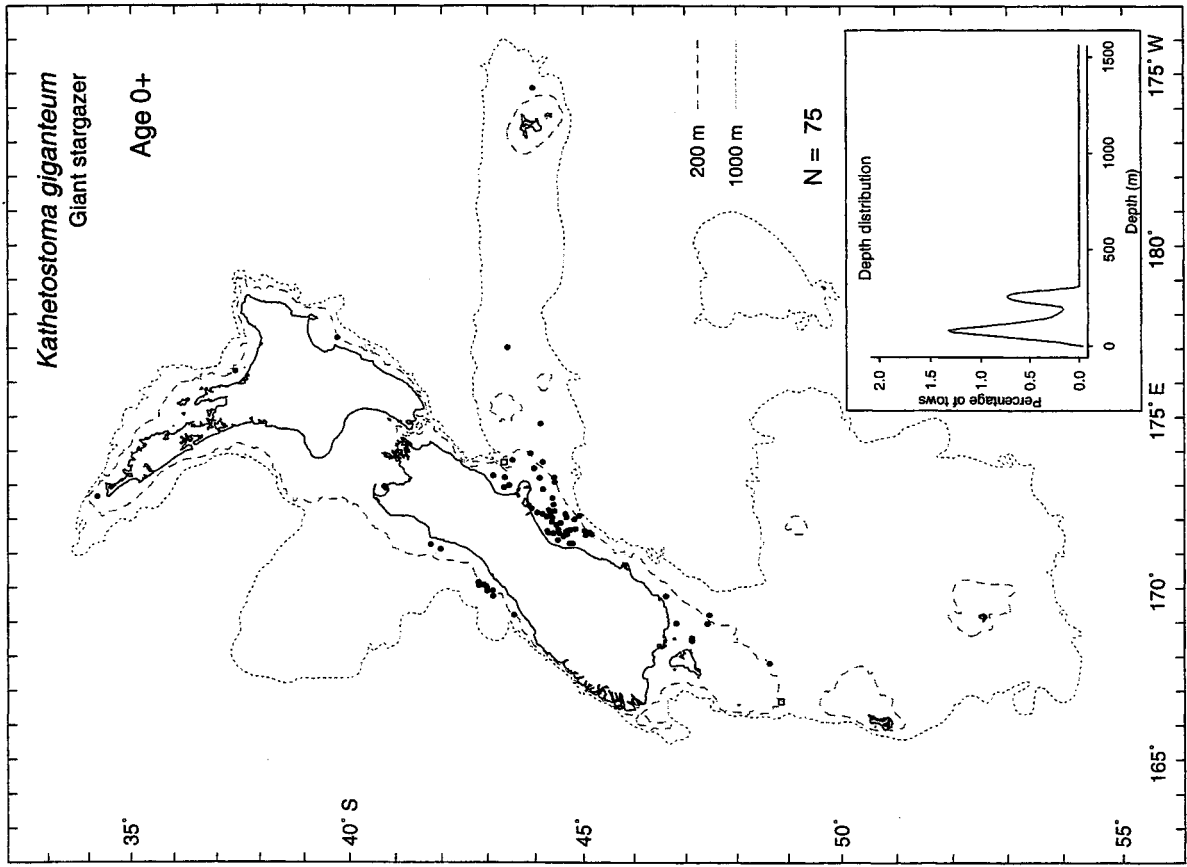 Kathetostoma giganteum
Giant stargazer
Age 0+
200 m
1000 m
N = 75
Depth distribution
Percentage of tows
2.0
1.5
1.0
0.5
0.0
0
500
1000
1500
Depth (m)
35°
40° S
45°
50°
55°
165°
170°
175° E
180°
175° W